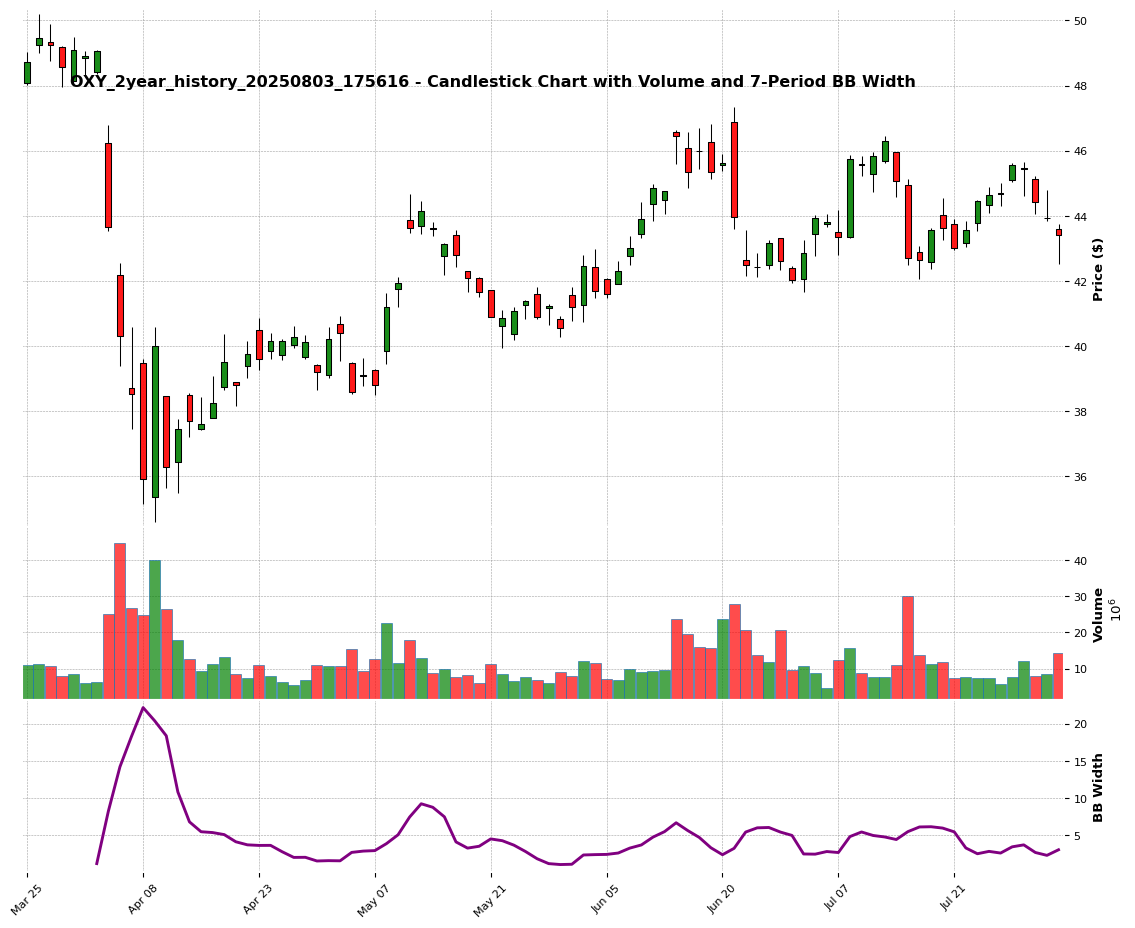 OXY_2year_history_20250803_175616 - Candlestick Chart with Volume and 7-Period BB Width
50
48
46
44
42
40
38
36
Price ($)
40
30
20
10
Volume
10⁶
20
15
10
5
BB Width
Mar 25
Apr 08
Apr 23
May 07
May 21
Jun 05
Jun 20
Jul 07
Jul 21